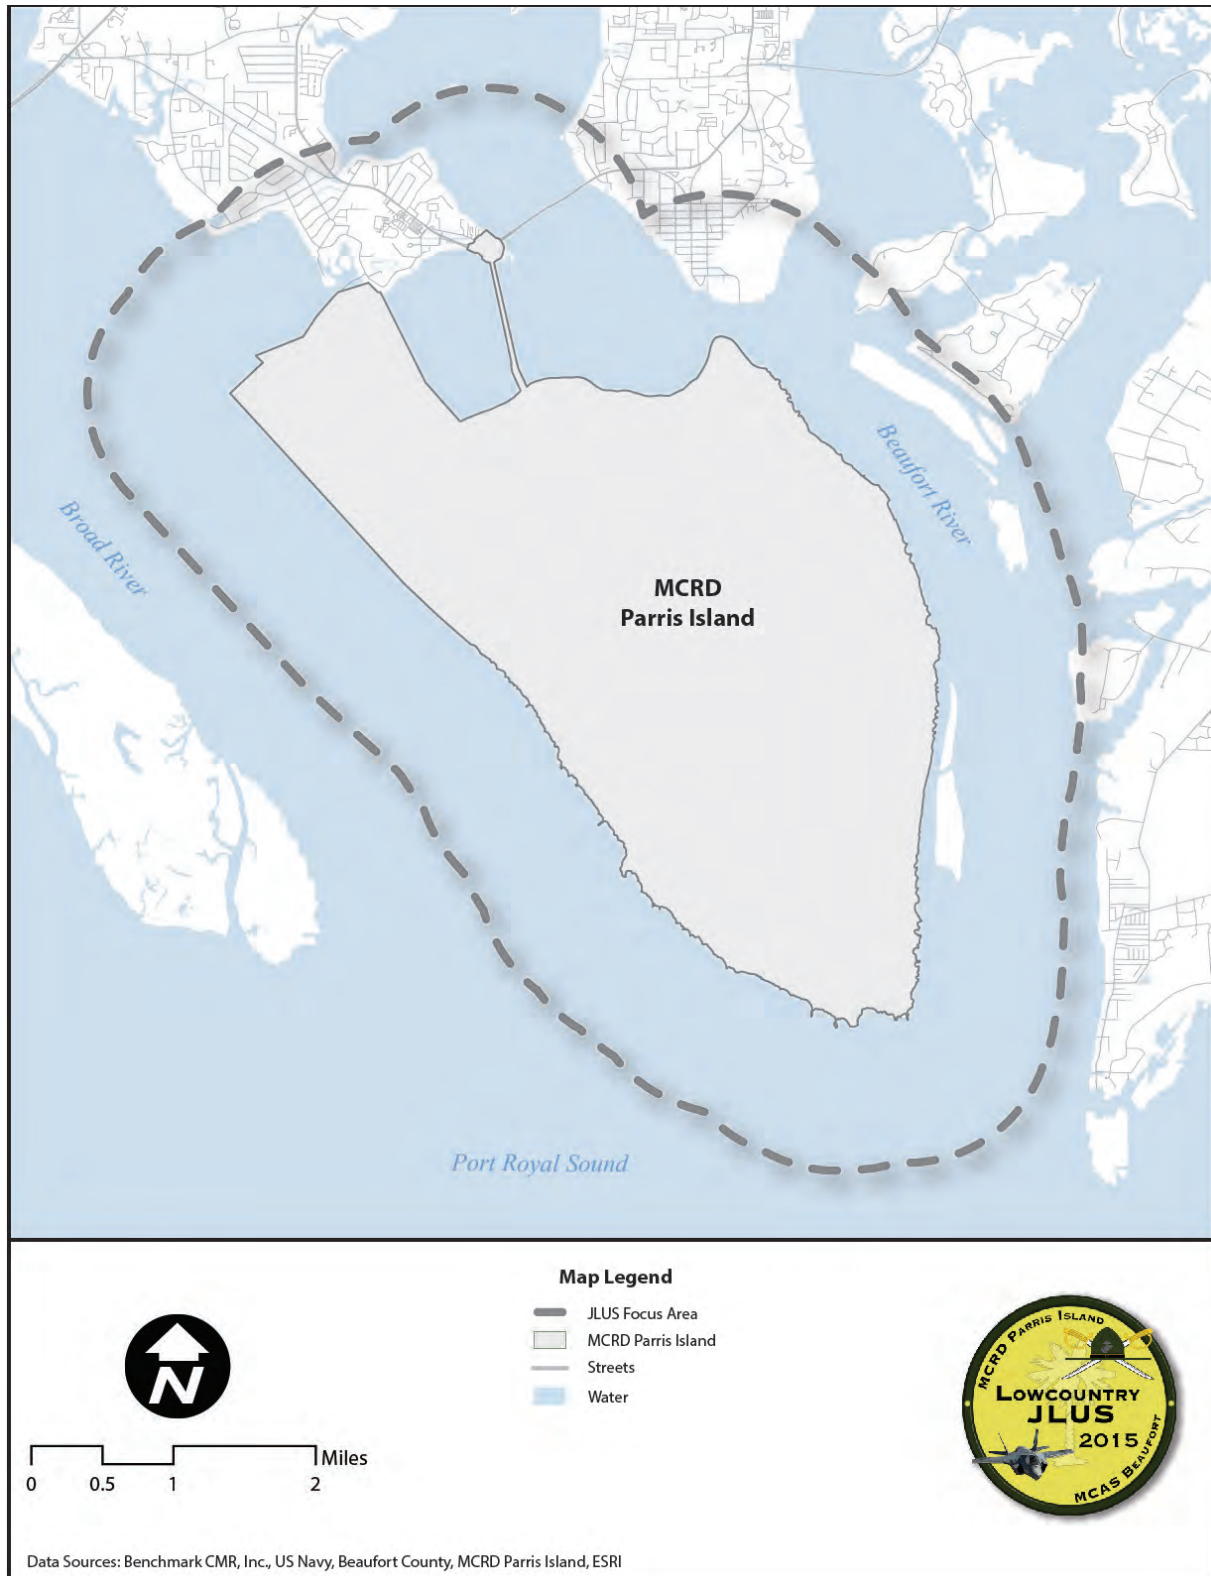 Broad River
Beaufort River
MCRD
Parris Island
Port Royal Sound
Map Legend
JLUS Focus Area
MCRD Parris Island
Streets
Water
N
Miles
0 0.5 1 2
MCRD PARRIS ISLAND
LOWCOUNTRY
JLUS
2015
MCAS BEAUFORT
Data Sources: Benchmark CMR, Inc., US Navy, Beaufort County, MCRD Parris Island, ESRI